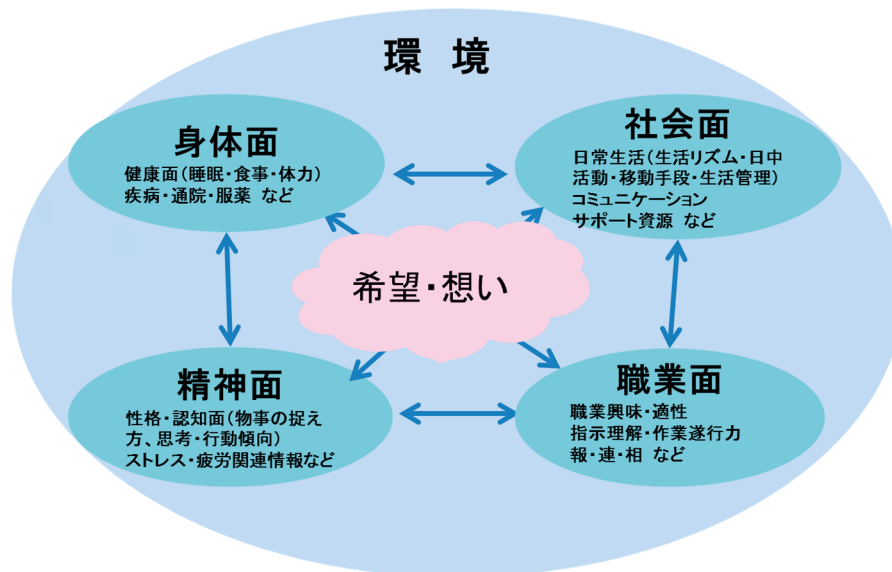 環 境
身体面
健康面(睡眠・食事・体力)
疾病・通院・服薬 など
社会面
日常生活(生活リズム・日中
活動・移動手段・生活管理)
コミュニケーション
サポート資源 など
希望・想い
精神面
性格・認知面(物事の捉え
方、思考・行動傾向)
ストレス・疲労関連情報など
職業面
職業興味・適性
指示理解・作業遂行力
報・連・相 など